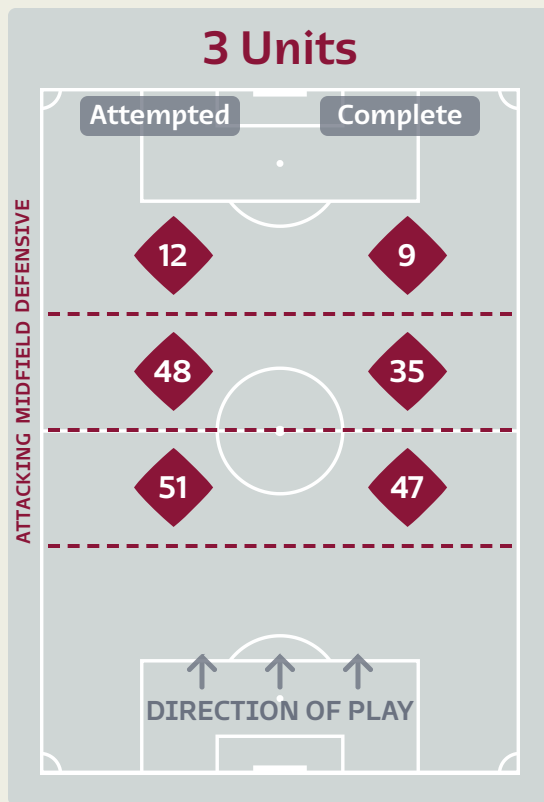 3 Units
Attempted Complete
12 9
48 35
51 47
ATTACKING MIDFIELD DEFENSIVE
DIRECTION OF PLAY